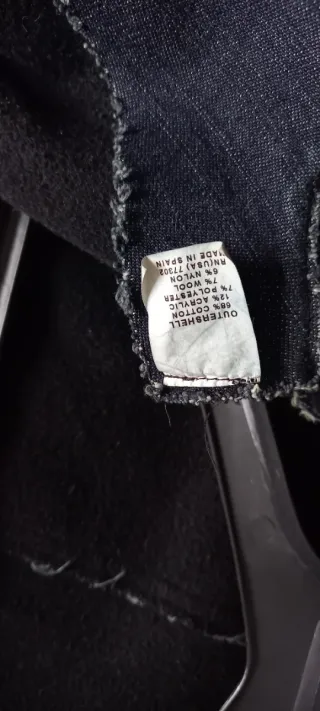 OUTERSHELL
68% COTTON
12% ACRYLIC
7% POLYESTER
7% WOOL
6% NYLON
RN(USA) 77302
MADE IN SPAIN